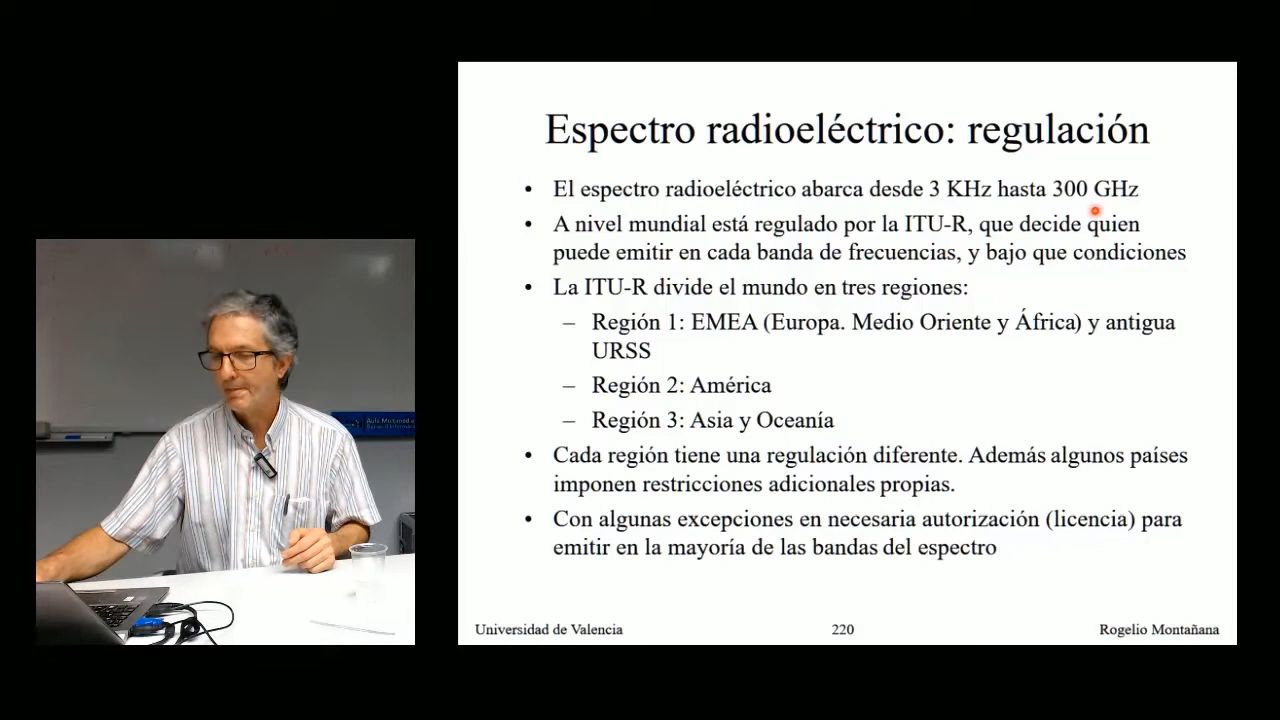 Espectro radioeléctrico: regulación
• El espectro radioeléctrico abarca desde 3 KHz hasta 300 GHz
• A nivel mundial está regulado por la ITU-R, que decide quien
puede emitir en cada banda de frecuencias, y bajo que condiciones
• La ITU-R divide el mundo en tres regiones:
– Región 1: EMEA (Europa. Medio Oriente y África) y antigua
URSS
– Región 2: América
– Región 3: Asia y Oceanía
• Cada región tiene una regulación diferente. Además algunos países
imponen restricciones adicionales propias.
• Con algunas excepciones en necesaria autorización (licencia) para
emitir en la mayoría de las bandas del espectro
Universidad de Valencia 220 Rogelio Montañana
Aula